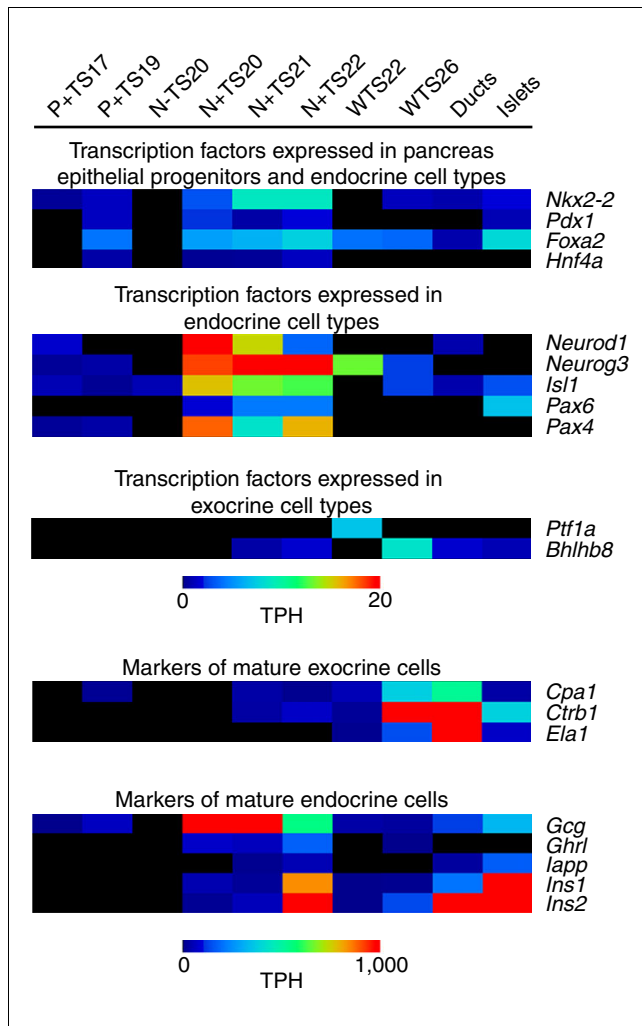 P+TS17 P+TS19 N-TS20 N+TS20 N+TS21 N+TS22 WTS22 WTS26 Ducts Islets
Transcription factors expressed in pancreas
epithelial progenitors and endocrine cell types
Nkx2-2
Pdx1
Foxa2
Hnf4a
Transcription factors expressed in
endocrine cell types
Neurod1
Neurog3
Isl1
Pax6
Pax4
Transcription factors expressed in
exocrine cell types
Ptf1a
Bhlhb8
0 20
TPH
Markers of mature exocrine cells
Cpa1
Ctrb1
Ela1
Markers of mature endocrine cells
Gcg
Ghrl
Iapp
Ins1
Ins2
0 1,000
TPH